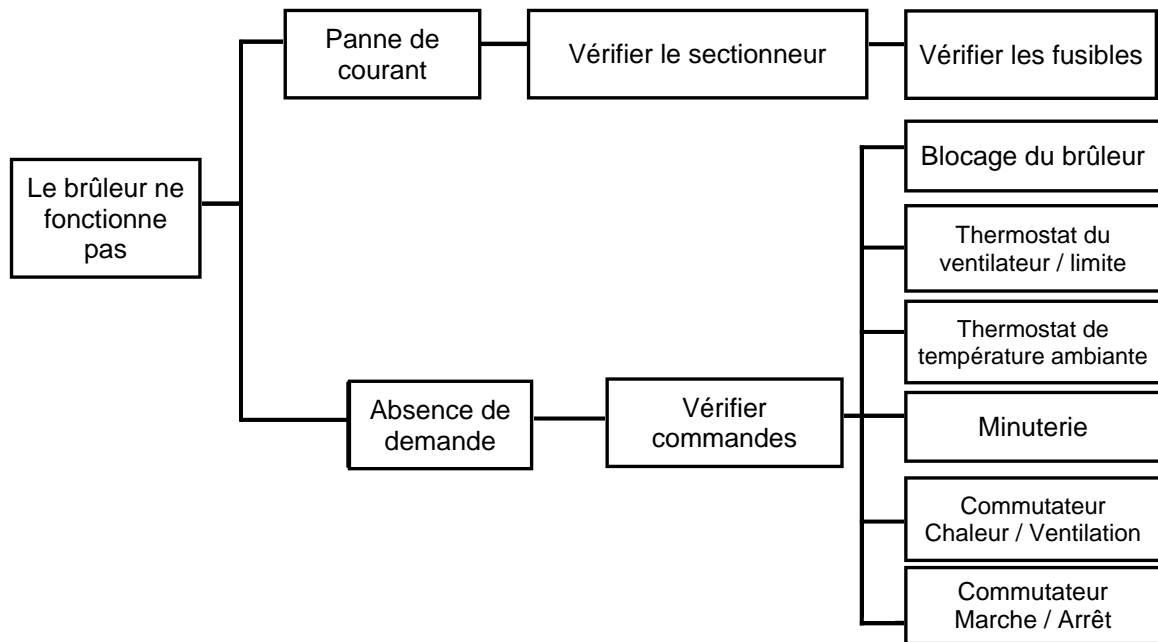 Panne de
courant
Vérifier le sectionneur
Vérifier les fusibles
Le brûleur ne
fonctionne
pas
Absence de
demande
Vérifier
commandes
Blocage du brûleur
Thermostat du
ventilateur / limite
Thermostat de
température ambiante
Minuterie
Commutateur
Chaleur / Ventilation
Commutateur
Marche / Arrêt